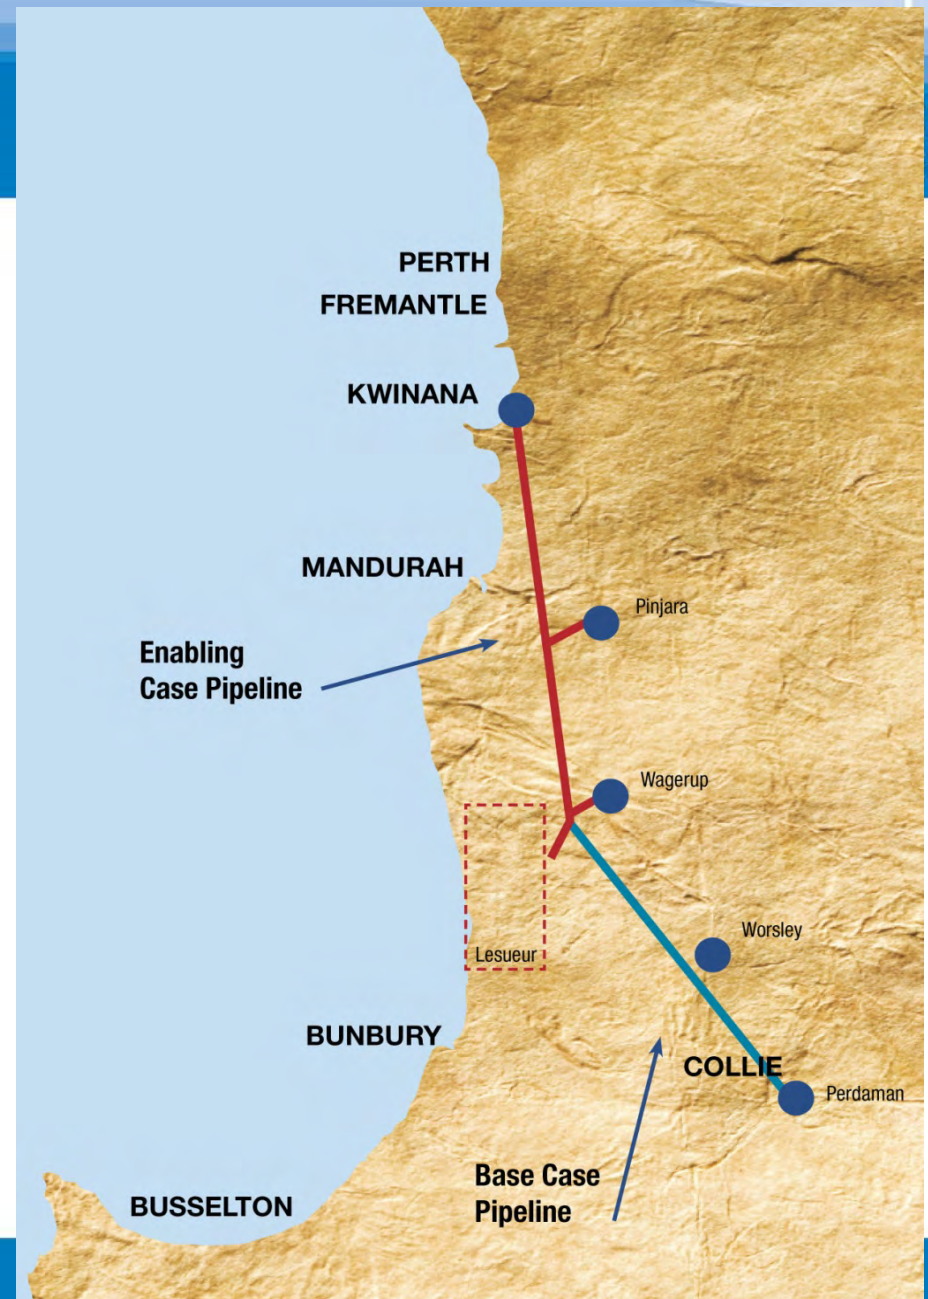 PERTH
FREMANTLE
KWINANA
MANDURAH
Pinjara
Enabling
Case Pipeline
Wagerup
Worsley
Lesueur
BUNBURY
COLLIE
Perdaman
Base Case
Pipeline
BUSSELTON